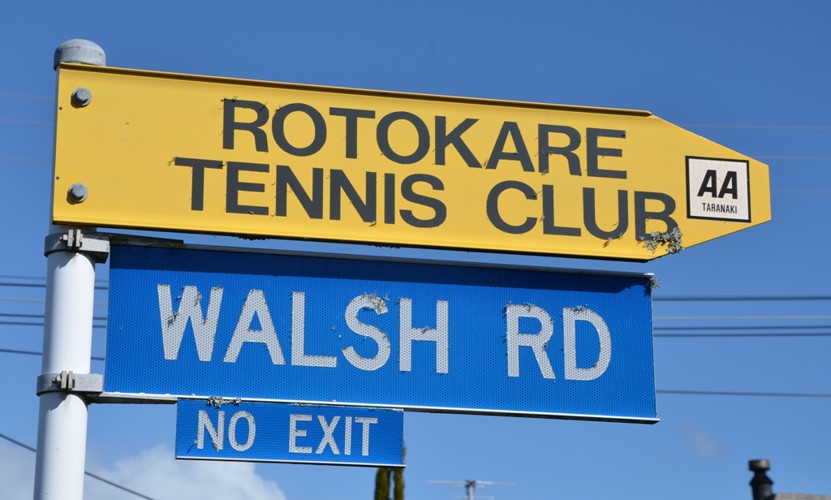 ROTOKARE
TENNIS CLUB
AA
TARANAKI
WALSH RD
NO EXIT